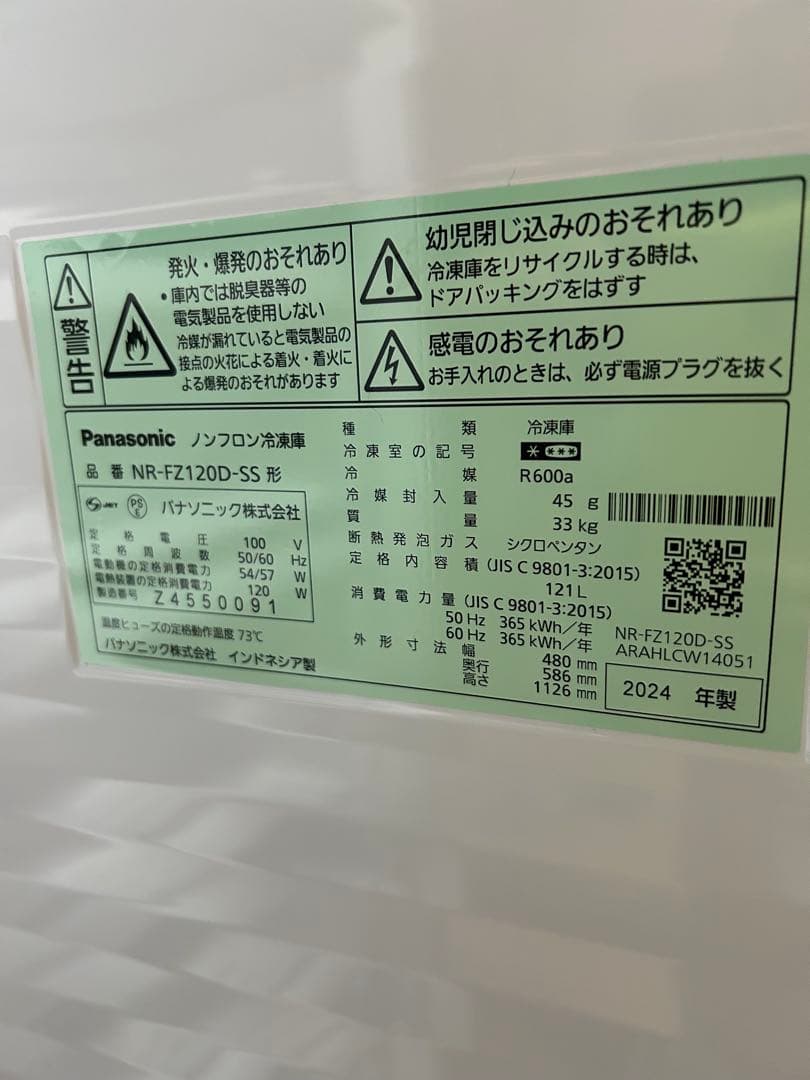 警告
発火・爆発のおそれあり
•庫内では脱臭器等の
電気製品を使用しない
冷媒が漏れていると電気製品の
接点の火花による着火・着火に
よる爆発のおそれがあります
幼児閉じ込みのおそれあり
冷凍庫をリサイクルする時は、
ドアパッキングをはずす
感電のおそれあり
お手入れのときは、必ず電源プラグを抜く
Panasonic ノンフロン冷凍庫
品番 NR-FZ120D-SS 形
JET PS E パナソニック株式会社
定格電圧 100 V
定格周波数 50/60 Hz
電動機の定格消費電力 54/57 W
電熱装置の定格消費電力 120 W
製造番号 Z4550091
温度ヒューズの定格動作温度 73℃
パナソニック株式会社 インドネシア製
種類 冷凍庫
冷凍室の記号 * ***
冷媒 R600a
冷媒封入量 45 g
質量 33 kg
断熱発泡ガス シクロペンタン
定格内容積 (JIS C 9801-3:2015)
121 L
消費電力量 (JIS C 9801-3:2015)
50 Hz 365 kWh/年
60 Hz 365 kWh/年
外形寸法 幅 480 mm
奥行 586 mm
高さ 1126 mm
NR-FZ120D-SS
ARAHLCW14051
2024 年製